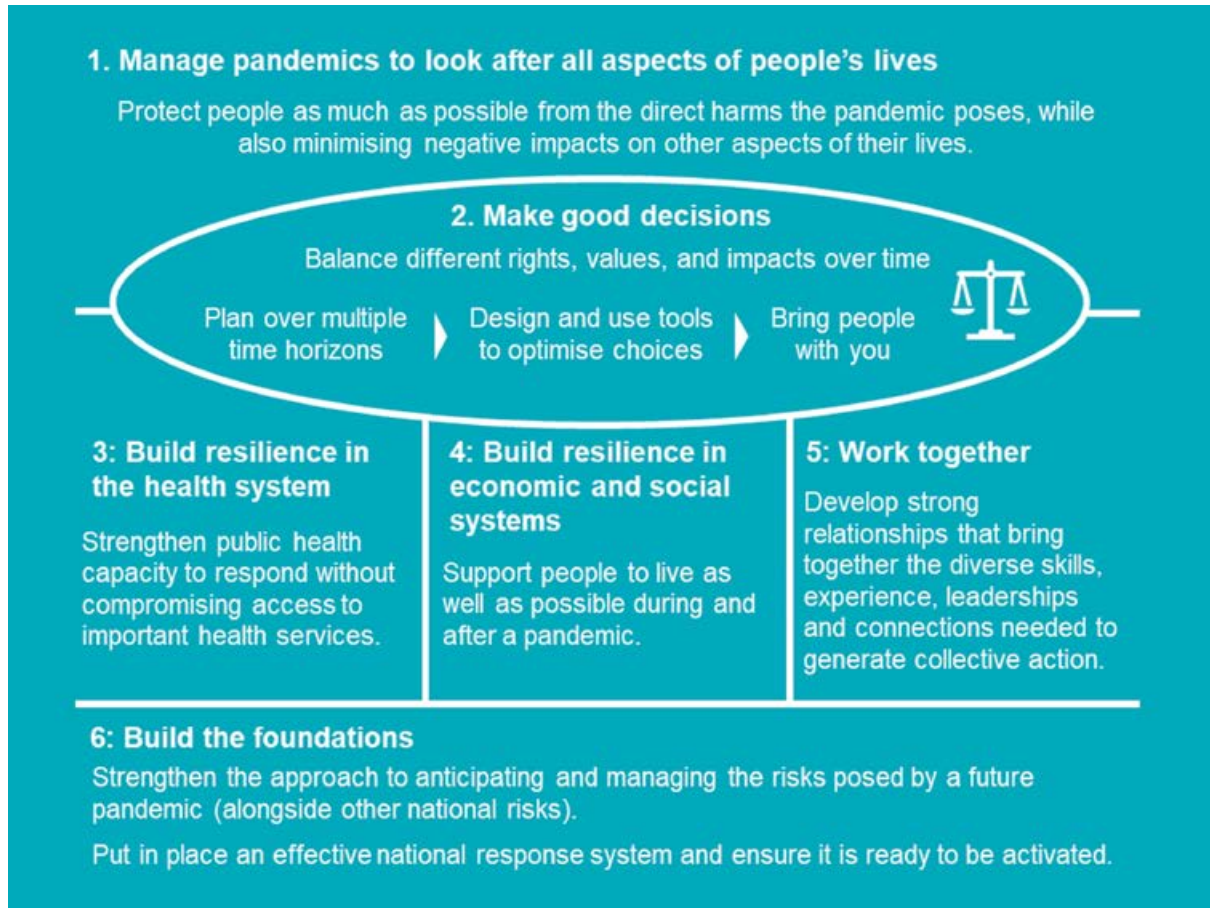 1. Manage pandemics to look after all aspects of people’s lives
Protect people as much as possible from the direct harms the pandemic poses, while
also minimising negative impacts on other aspects of their lives.
2. Make good decisions
Balance different rights, values, and impacts over time
Plan over multiple
time horizons
Design and use tools
to optimise choices
Bring people
with you
3: Build resilience in
the health system
Strengthen public health
capacity to respond without
compromising access to
important health services.
4: Build resilience in
economic and social
systems
Support people to live as
well as possible during and
after a pandemic.
5: Work together
Develop strong
relationships that bring
together the diverse skills,
experience, leaderships
and connections needed to
generate collective action.
6: Build the foundations
Strengthen the approach to anticipating and managing the risks posed by a future
pandemic (alongside other national risks).
Put in place an effective national response system and ensure it is ready to be activated.